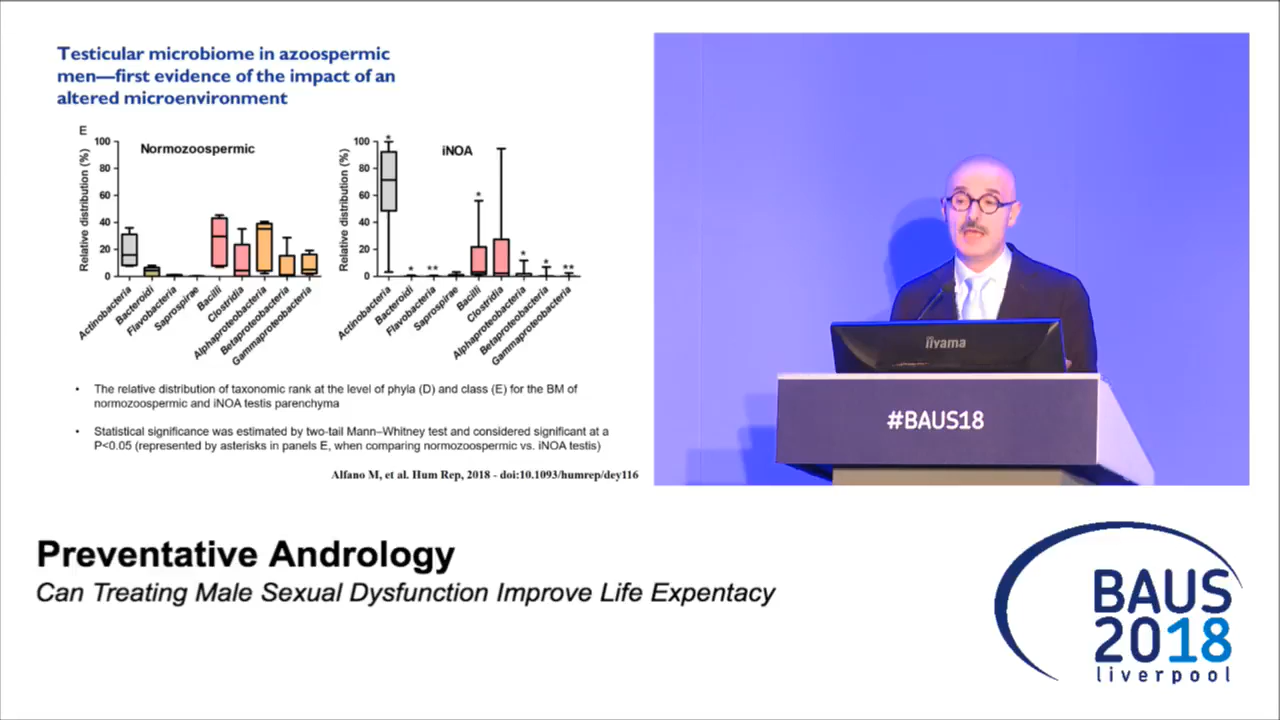 Testicular microbiome in azoospermic
men—first evidence of the impact of an
altered microenvironment
E
Normozoospermic
Relative distribution (%)
100
80
60
40
20
0
Actinobacteria
Bacteroidi
Flavobacteria
Saprospirae
Bacilli
Clostridia
Alphaproteobacteria
Betaproteobacteria
Gammaproteobacteria
iNOA
Relative distribution (%)
100
80
60
40
20
0
*
*
**
*
*
*
**
Actinobacteria
Bacteroidi
Flavobacteria
Saprospirae
Bacilli
Clostridia
Alphaproteobacteria
Betaproteobacteria
Gammaproteobacteria
• The relative distribution of taxonomic rank at the level of phyla (D) and class (E) for the BM of
normozoospermic and iNOA testis parenchyma
• Statistical significance was estimated by two-tail Mann–Whitney test and considered significant at a
P<0.05 (represented by asterisks in panels E, when comparing normozoospermic vs. iNOA testis)
Alfano M, et al. Hum Rep, 2018 - doi:10.1093/humrep/dey116
iiyama
#BAUS18
Preventative Andrology
Can Treating Male Sexual Dysfunction Improve Life Expentacy
BAUS
2018
liverpool